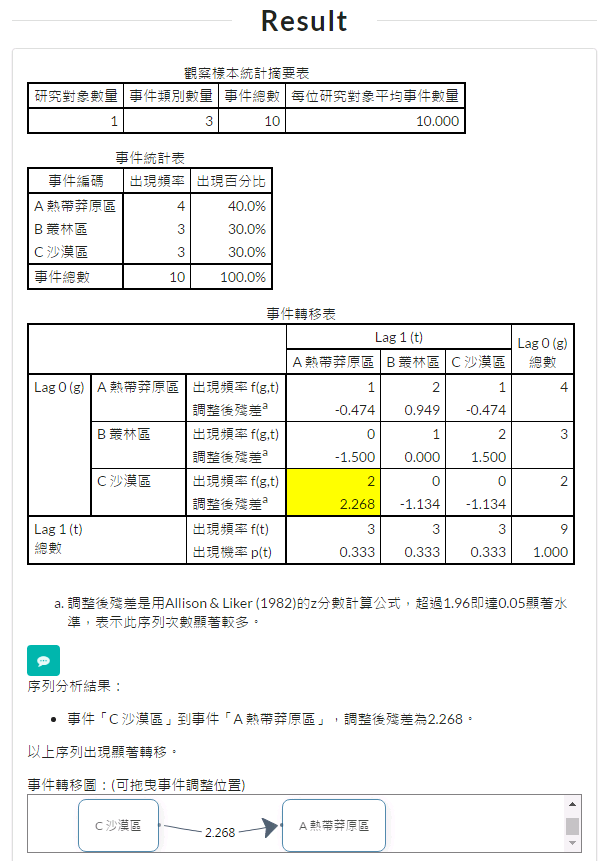 Result
觀察樣本統計摘要表
研究對象數量 事件類別數量 事件總數 每位研究對象平均事件數量
1 3 10 10.000
事件統計表
事件編碼 出現頻率 出現百分比
A 熱帶莽原區 4 40.0%
B 叢林區 3 30.0%
C 沙漠區 3 30.0%
事件總數 10 100.0%
事件轉移表
Lag 1 (t) Lag 0 (g)
A 熱帶莽原區 B 叢林區 C 沙漠區 總數
Lag 0 (g) A 熱帶莽原區 出現頻率 f(g,t) 1 2 1 4
調整後殘差a -0.474 0.949 -0.474
B 叢林區 出現頻率 f(g,t) 0 1 2 3
調整後殘差a -1.500 0.000 1.500
C 沙漠區 出現頻率 f(g,t) 2 0 0 2
調整後殘差a 2.268 -1.134 -1.134
Lag 1 (t) 出現頻率 f(t) 3 3 3 9
總數 出現機率 p(t) 0.333 0.333 0.333 1.000
a. 調整後殘差是用Allison & Liker (1982)的z分數計算公式，超過1.96即達0.05顯著水
準，表示此序列次數顯著較多。
序列分析結果：
• 事件「C 沙漠區」到事件「A 熱帶莽原區」，調整後殘差為2.268。
以上序列出現顯著轉移。
事件轉移圖：(可拖曳事件調整位置)
C 沙漠區 2.268 A 熱帶莽原區